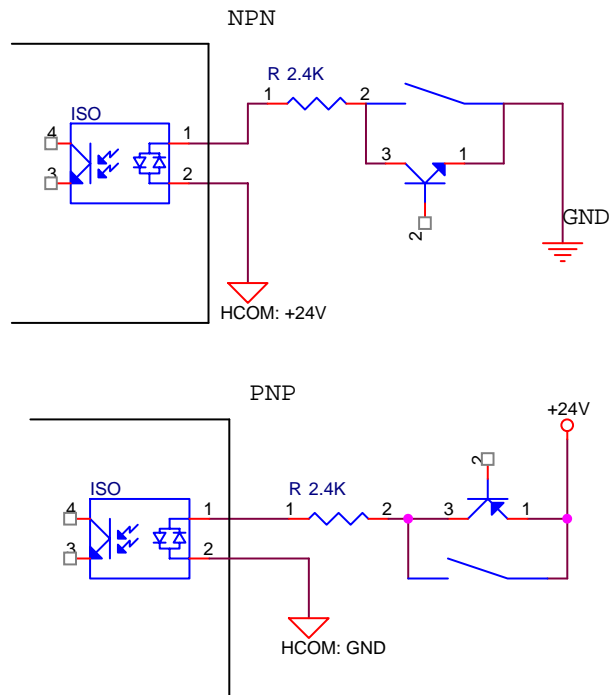 NPN
R 2.4K
1 2
ISO
4 1
3 2
3 1
2
GND
HCOM: +24V
PNP
+24V
2
ISO
R 2.4K
4 1 1 2 3 1
3 2
HCOM: GND